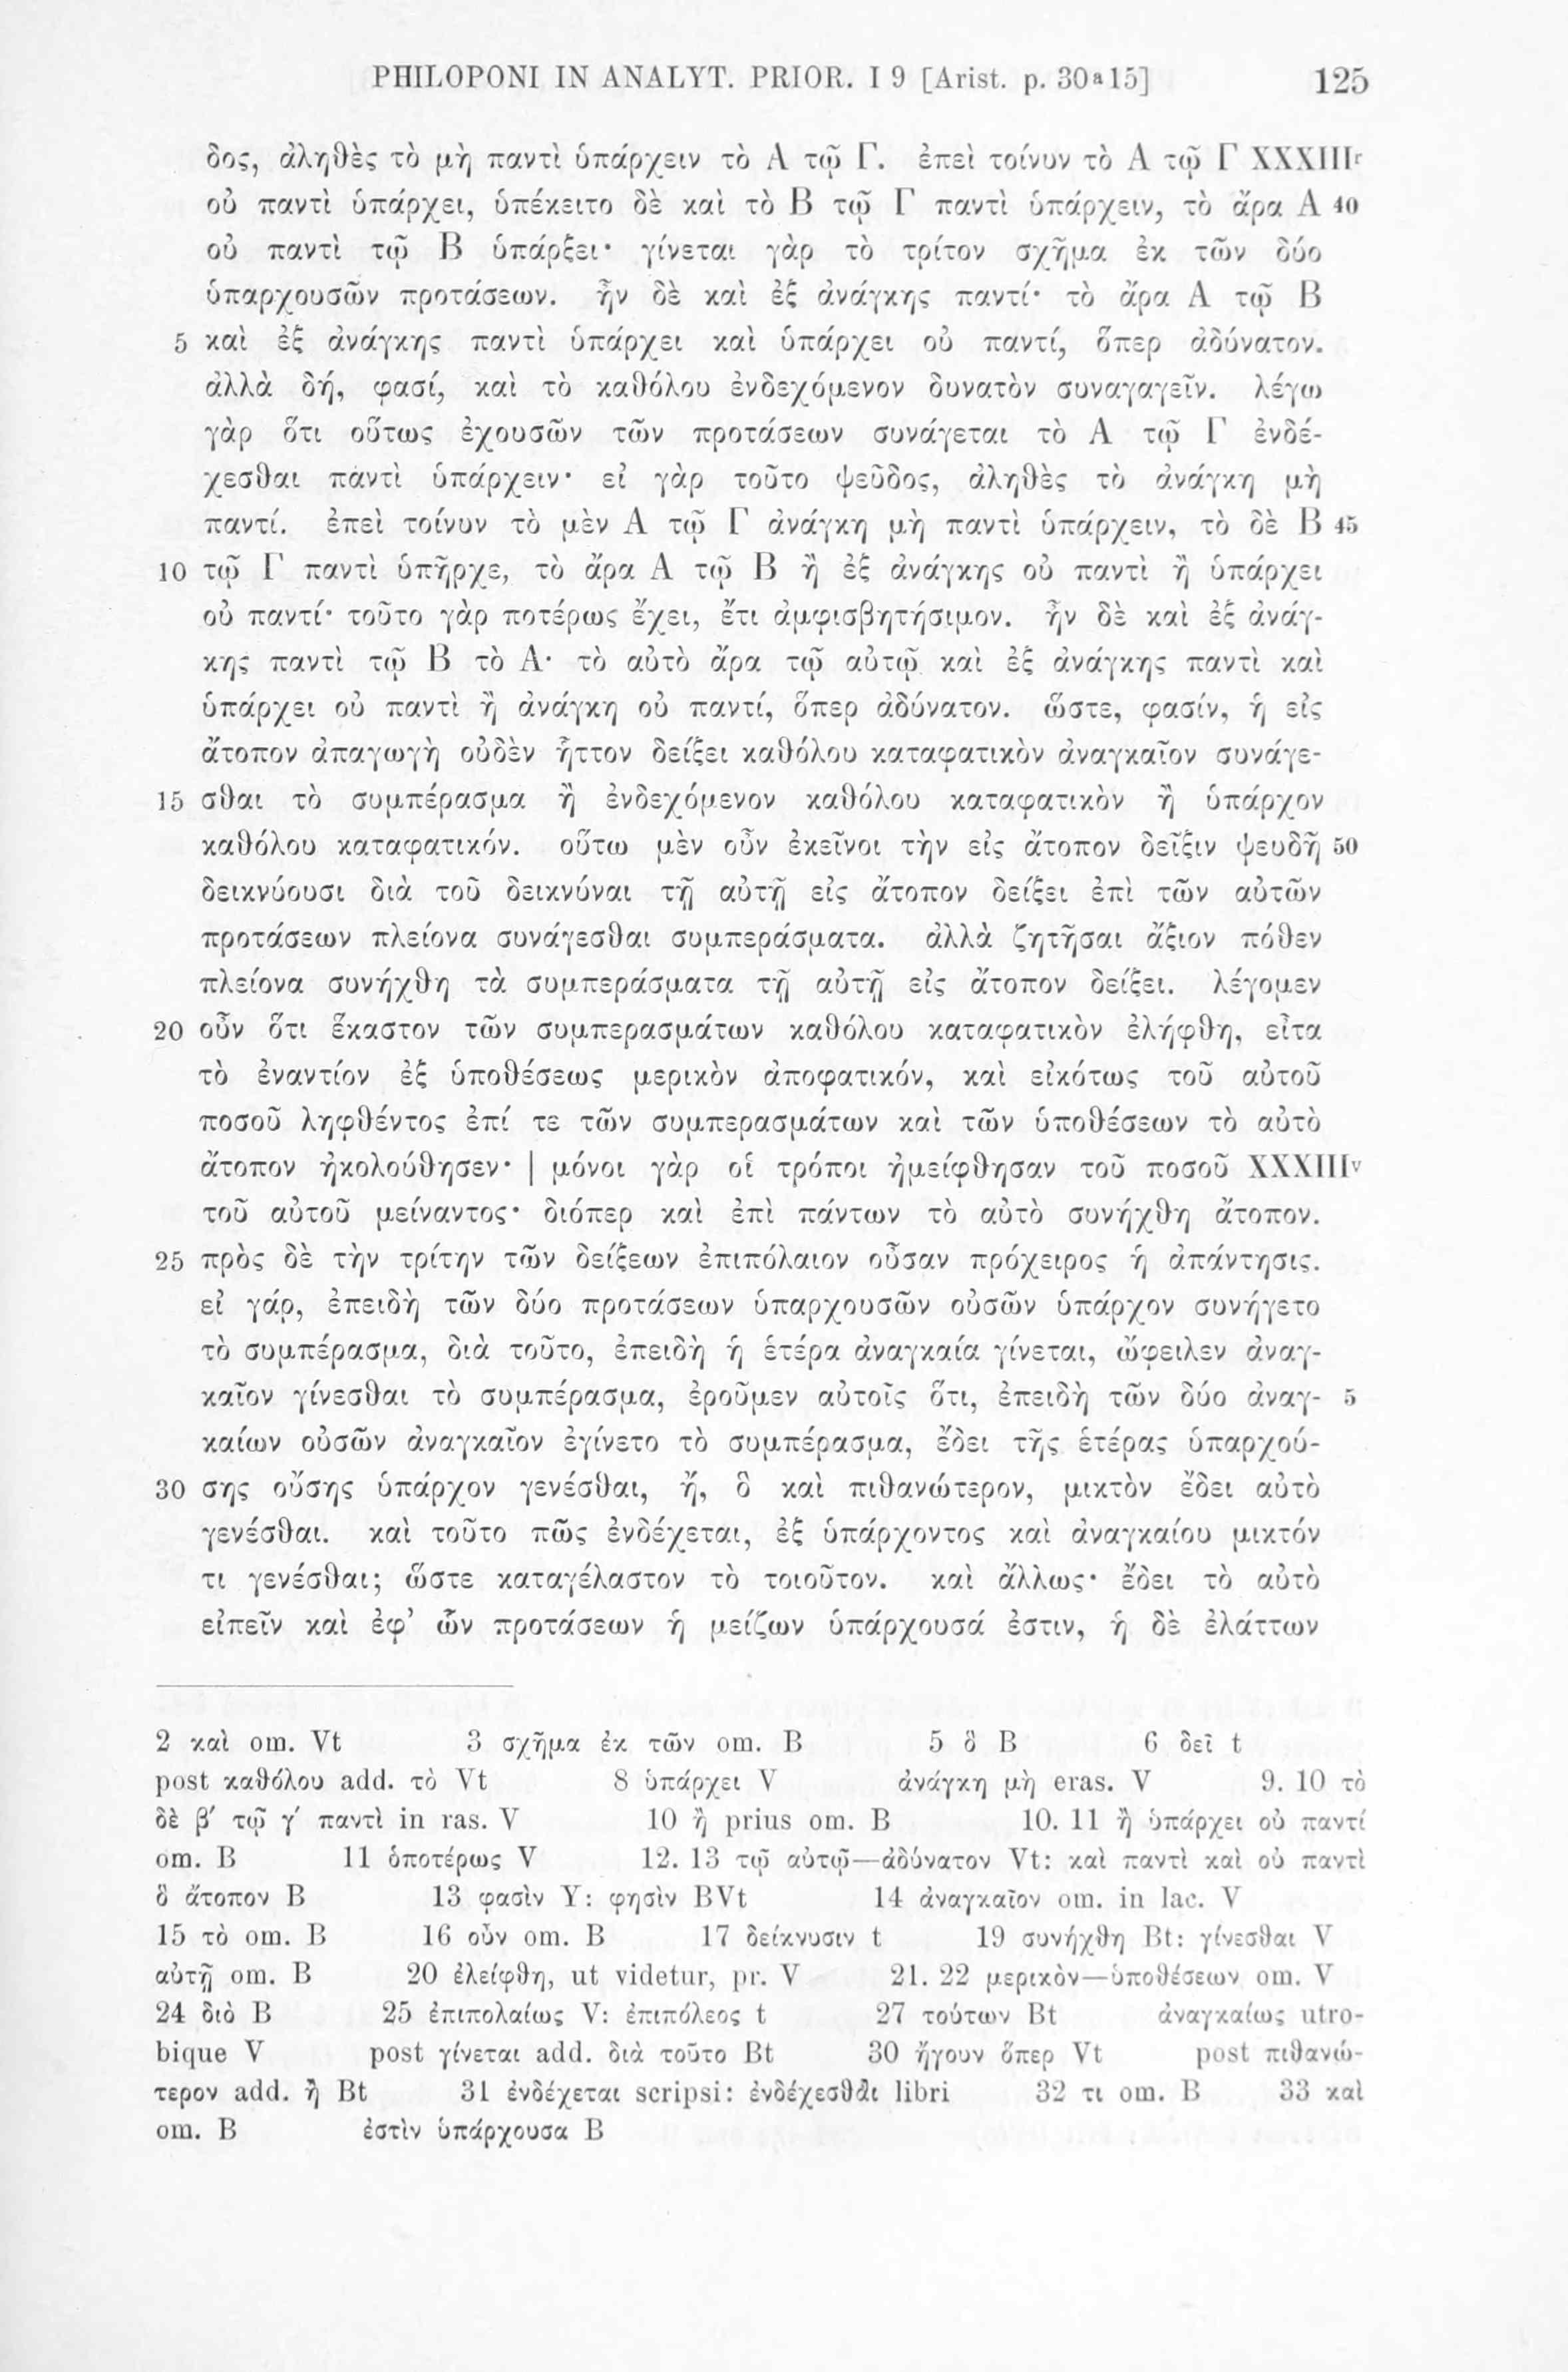 PHILOPONI IN ANALYT. PRIOR. I 9 [Arist. p. 30ª15] 125
δος, ἀληθὲς τὸ μὴ παντὶ ὑπάρχειν τὸ Α τῷ Γ. ἐπεὶ τοίνυν τὸ Α τῷ Γ XXXIIIr
οὐ παντὶ ὑπάρχει, ὑπέκειτο δὲ καὶ τὸ Β τῷ Γ παντὶ ὑπάρχειν, τὸ ἄρα Α 40
οὐ παντὶ τῷ Β ὑπάρξει· γίνεται γὰρ τὸ τρίτον σχῆμα ἐκ τῶν δύο
ὑπαρχουσῶν προτάσεων. ἦν δὲ καὶ ἐξ ἀνάγκης παντί· τὸ ἄρα Α τῷ Β
5 καὶ ἐξ ἀνάγκης παντὶ ὑπάρχει καὶ ὑπάρχει οὐ παντί, ὅπερ ἀδύνατον.
ἀλλὰ δή, φασί, καὶ τὸ καθόλου ἐνδεχόμενον δυνατὸν συναγαγεῖν. λέγω
γὰρ ὅτι οὕτως ἐχουσῶν τῶν προτάσεων συνάγεται τὸ Α τῷ Γ ἐνδέ-
χεσθαι παντὶ ὑπάρχειν· εἰ γὰρ τοῦτο ψεῦδος, ἀληθὲς τὸ ἀνάγκη μὴ
παντί. ἐπεὶ τοίνυν τὸ μὲν Α τῷ Γ ἀνάγκη μὴ παντὶ ὑπάρχειν, τὸ δὲ Β 45
10 τῷ Γ παντὶ ὑπῆρχε, τὸ ἄρα Α τῷ Β ἢ ἐξ ἀνάγκης οὐ παντὶ ἢ ὑπάρχει
οὐ παντί· τοῦτο γὰρ ποτέρως ἔχει, ἔτι ἀμφισβητήσιμον. ἦν δὲ καὶ ἐξ ἀνάγ-
κης παντὶ τῷ Β τὸ Α· τὸ αὐτὸ ἄρα τῷ αὐτῷ καὶ ἐξ ἀνάγκης παντὶ καὶ
ὑπάρχει οὐ παντὶ ἢ ἀνάγκη οὐ παντί, ὅπερ ἀδύνατον. ὥστε, φασίν, ἡ εἰς
ἄτοπον ἀπαγωγὴ οὐδὲν ἧττον δείξει καθόλου καταφατικὸν ἀναγκαῖον συνάγε-
15 σθαι τὸ συμπέρασμα ἢ ἐνδεχόμενον καθόλου καταφατικὸν ἢ ὑπάρχον
καθόλου καταφατικόν. οὕτω μὲν οὖν ἐκεῖνοι τὴν εἰς ἄτοπον δεῖξιν ψευδῆ 50
δεικνύουσι διὰ τοῦ δεικνύναι τῇ αὐτῇ εἰς ἄτοπον δείξει ἐπὶ τῶν αὐτῶν
προτάσεων πλείονα συνάγεσθαι συμπεράσματα. ἀλλὰ ζητῆσαι ἄξιον πόθεν
πλείονα συνήχθη τὰ συμπεράσματα τῇ αὐτῇ εἰς ἄτοπον δείξει. λέγομεν
20 οὖν ὅτι ἕκαστον τῶν συμπερασμάτων καθόλου καταφατικὸν ἐλήφθη, εἶτα
τὸ ἐναντίον ἐξ ὑποθέσεως μερικὸν ἀποφατικόν, καὶ εἰκότως τοῦ αὐτοῦ
ποσοῦ ληφθέντος ἐπί τε τῶν συμπερασμάτων καὶ τῶν ὑποθέσεων τὸ αὐτὸ
ἄτοπον ἠκολούθησεν· | μόνοι γὰρ οἱ τρόποι ἠμείφθησαν τοῦ ποσοῦ XXXIIIv
τοῦ αὐτοῦ μείναντος· διόπερ καὶ ἐπὶ πάντων τὸ αὐτὸ συνήχθη ἄτοπον.
25 πρὸς δὲ τὴν τρίτην τῶν δείξεων ἐπιπόλαιον οὖσαν πρόχειρος ἡ ἀπάντησις.
εἰ γάρ, ἐπειδὴ τῶν δύο προτάσεων ὑπαρχουσῶν οὐσῶν ὑπάρχον συνήγετο
τὸ συμπέρασμα, διὰ τοῦτο, ἐπειδὴ ἡ ἑτέρα ἀναγκαία γίνεται, ὤφειλεν ἀναγ-
καῖον γίνεσθαι τὸ συμπέρασμα, ἐροῦμεν αὐτοῖς ὅτι, ἐπειδὴ τῶν δύο ἀναγ- 5
καίων οὐσῶν ἀναγκαῖον ἐγίνετο τὸ συμπέρασμα, ἔδει τῆς ἑτέρας ὑπαρχού-
30 σης οὔσης ὑπάρχον γενέσθαι, ἤ, ὃ καὶ πιθανώτερον, μικτὸν ἔδει αὐτὸ
γενέσθαι. καὶ τοῦτο πῶς ἐνδέχεται, ἐξ ὑπάρχοντος καὶ ἀναγκαίου μικτόν
τι γενέσθαι; ὥστε καταγέλαστον τὸ τοιοῦτον. καὶ ἄλλως· ἔδει τὸ αὐτὸ
εἰπεῖν καὶ ἐφ’ ὧν προτάσεων ἡ μείζων ὑπάρχουσά ἐστιν, ἡ δὲ ἐλάττων
2 καὶ om. Vt 3 σχῆμα ἐκ τῶν om. B 5 ὃ B 6 δεῖ t
post καθόλου add. τὸ Vt 8 ὑπάρχει V ἀνάγκη μὴ eras. V 9. 10 τὸ
δὲ β′ τῷ γ′ παντὶ in ras. V 10 ἢ prius om. B 10. 11 ἢ ὑπάρχει οὐ παντί
om. B 11 ὁποτέρως V 12. 13 τῷ αὐτῷ—ἀδύνατον Vt: καὶ παντὶ καὶ οὐ παντὶ
ὃ ἄτοπον B 13 φασὶν Y: φησὶν BVt 14 ἀναγκαῖον om. in lac. V
15 τὸ om. B 16 οὖν om. B 17 δείκνυσιν t 19 συνήχθη Bt: γίνεσθαι V
αὐτῇ om. B 20 ἐλείφθη, ut videtur, pr. V 21. 22 μερικὸν—ὑποθέσεων om. V
24 διὸ B 25 ἐπιπολαίως V: ἐπιπόλεος t 27 τούτων Bt ἀναγκαίως utro-
bique V post γίνεται add. διὰ τοῦτο Bt 30 ἤγουν ὅπερ Vt post πιθανώ-
τερον add. ἢ Bt 31 ἐνδέχεται scripsi: ἐνδέχεσθαι libri 32 τι om. B 33 καὶ
om. B ἐστὶν ὑπάρχουσα B